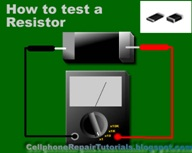 How to test a
Resistor
CellphoneRepairTutorials.blogspot.com